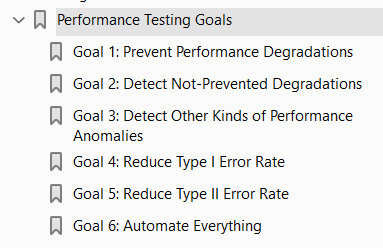 Performance Testing Goals
Goal 1: Prevent Performance Degradations
Goal 2: Detect Not-Prevented Degradations
Goal 3: Detect Other Kinds of Performance
Anomalies
Goal 4: Reduce Type I Error Rate
Goal 5: Reduce Type II Error Rate
Goal 6: Automate Everything